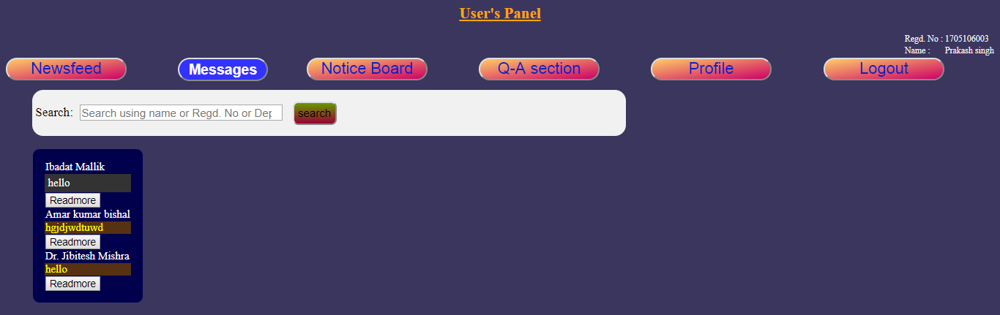 User's Panel
Regd. No : 1705106003
Name : Prakash singh
Newsfeed Messages Notice Board Q-A section Profile Logout
Search: Search using name or Regd. No or Dep search
Ibadat Mallik
hello
Readmore
Amar kumar bishal
hgjdjwdtuwd
Readmore
Dr. Jibitesh Mishra
hello
Readmore